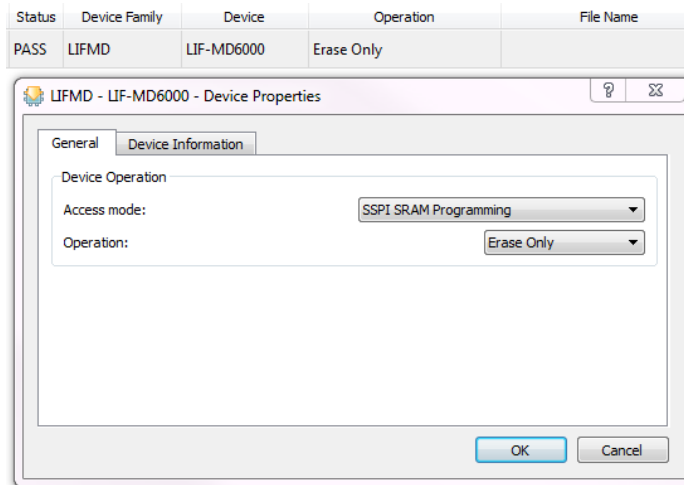 Status Device Family Device Operation File Name
PASS LIFMD LIF-MD6000 Erase Only
LIFMD - LIF-MD6000 - Device Properties
General Device Information
Device Operation
Access mode: SSPI SRAM Programming
Operation: Erase Only
OK Cancel